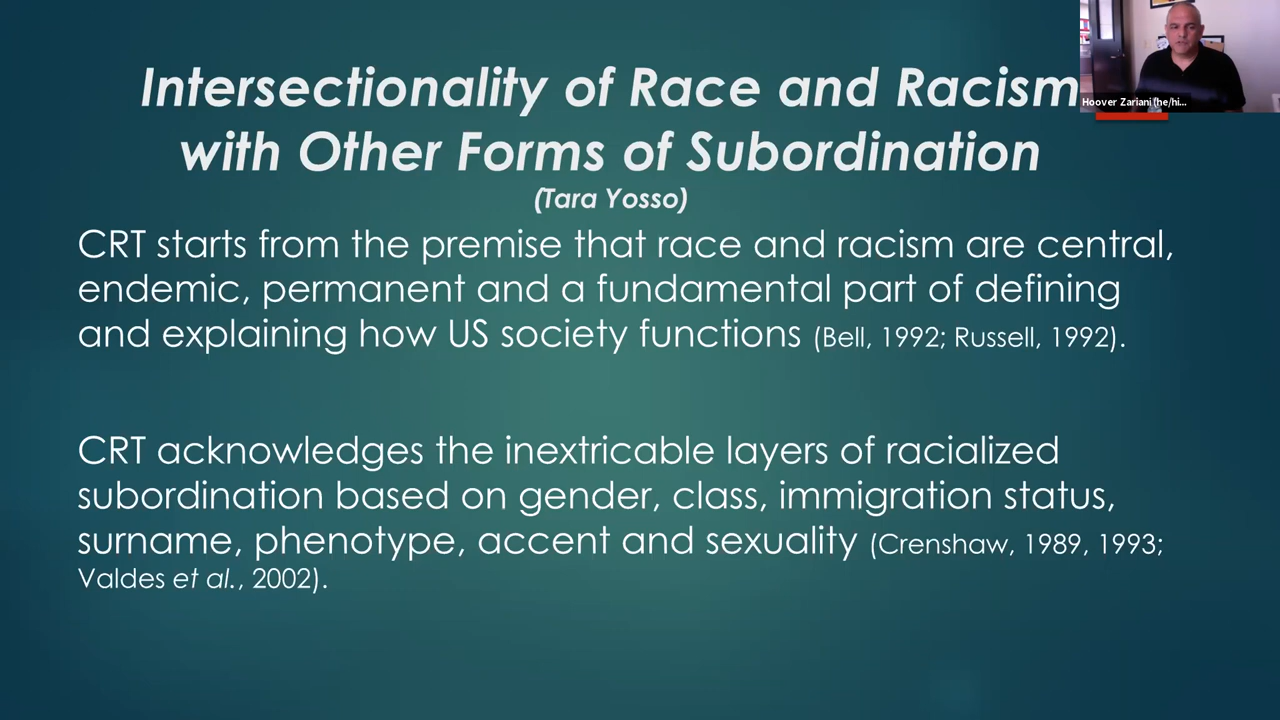 Intersectionality of Race and Racism
with Other Forms of Subordination
(Tara Yosso)
CRT starts from the premise that race and racism are central,
endemic, permanent and a fundamental part of defining
and explaining how US society functions (Bell, 1992; Russell, 1992).
CRT acknowledges the inextricable layers of racialized
subordination based on gender, class, immigration status,
surname, phenotype, accent and sexuality (Crenshaw, 1989, 1993;
Valdes et al., 2002).
Hoover Zariani (he/hi...